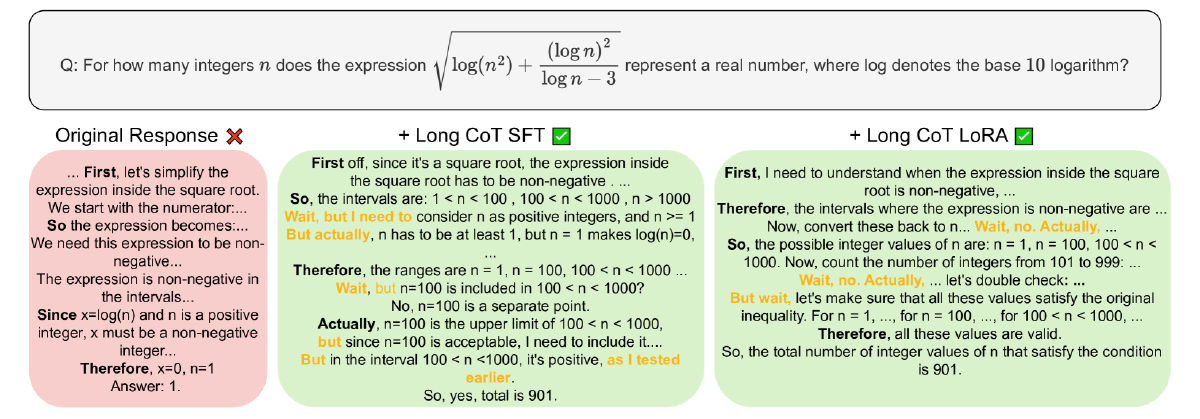 Q: For how many integers n does the expression √(log(n²) + (log n)²/(log n − 3)) represent a real number, where log denotes the base 10 logarithm?
Original Response ❌
... First, let's simplify the
expression inside the square root.
We start with the numerator:...
So the expression becomes:...
We need this expression to be non-
negative...
The expression is non-negative in
the intervals...
Since x=log(n) and n is a positive
integer, x must be a non-negative
integer...
Therefore, x=0, n=1
Answer: 1.
+ Long CoT SFT ✅
First off, since it's a square root, the expression inside
the square root has to be non-negative . ...
So, the intervals are: 1 < n < 100 , 100 < n < 1000 , n > 1000
Wait, but I need to consider n as positive integers, and n >= 1
But actually, n has to be at least 1, but n = 1 makes log(n)=0,
...
Therefore, the ranges are n = 1, n = 100, 100 < n < 1000 ...
Wait, but n=100 is included in 100 < n < 1000?
No, n=100 is a separate point.
Actually, n=100 is the upper limit of 100 < n < 1000,
but since n=100 is acceptable, I need to include it....
But in the interval 100 < n <1000, it's positive, as I tested
earlier.
So, yes, total is 901.
+ Long CoT LoRA ✅
First, I need to understand when the expression inside the square
root is non-negative, ...
Therefore, the intervals where the expression is non-negative are ...
Now, convert these back to n... Wait, no. Actually, ...
So, the possible integer values of n are: n = 1, n = 100, 100 < n <
1000. Now, count the number of integers from 101 to 999: ...
Wait, no. Actually, ... let's double check: ...
But wait, let's make sure that all these values satisfy the original
inequality. For n = 1, ..., for n = 100, ..., for 100 < n < 1000, ...
Therefore, all these values are valid.
So, the total number of integer values of n that satisfy the condition
is 901.